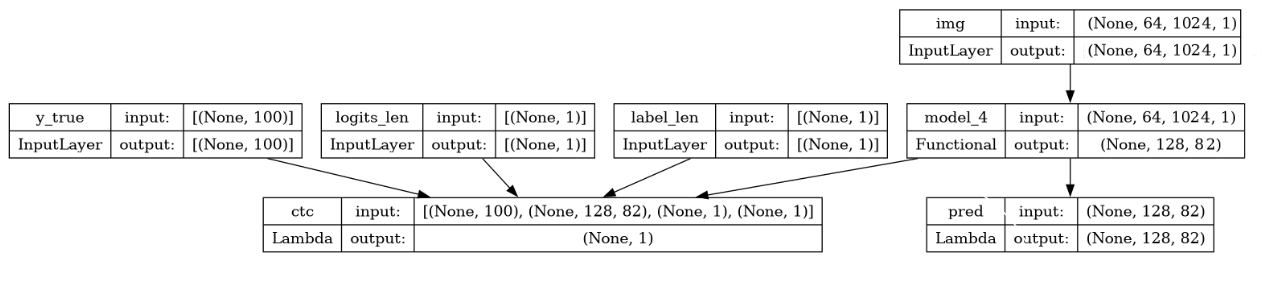 img input: (None, 64, 1024, 1)
InputLayer output: (None, 64, 1024, 1)
y_true input: [(None, 100)]
InputLayer output: [(None, 100)]
logits_len input: [(None, 1)]
InputLayer output: [(None, 1)]
label_len input: [(None, 1)]
InputLayer output: [(None, 1)]
model_4 input: (None, 64, 1024, 1)
Functional output: (None, 128, 82)
ctc input: [(None, 100), (None, 128, 82), (None, 1), (None, 1)]
Lambda output: (None, 1)
pred input: (None, 128, 82)
Lambda output: (None, 128, 82)